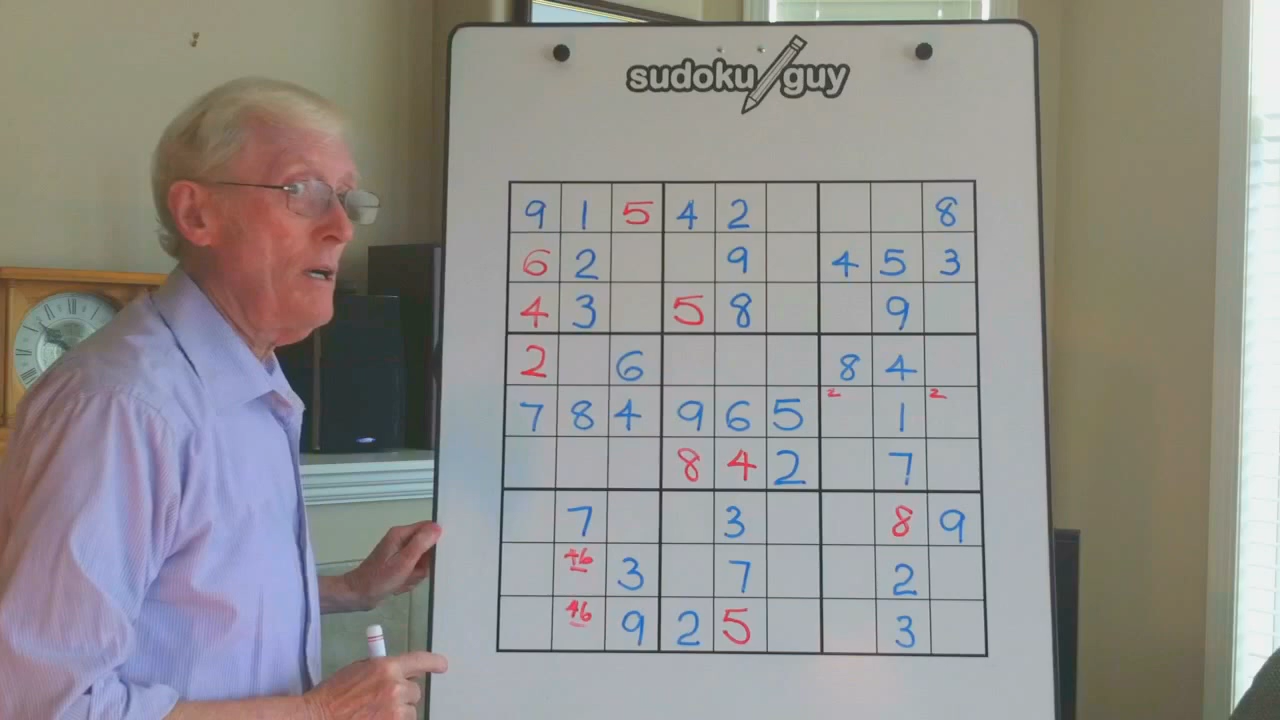 sudoku guy
9 1 5 4 2 8
6 2 9 4 5 3
4 3 5 8 9
2 6 8 4
7 8 4 9 6 5 2 1 2
8 4 2 7
7 3 8 9
46 3 7 2
46 9 2 5 3